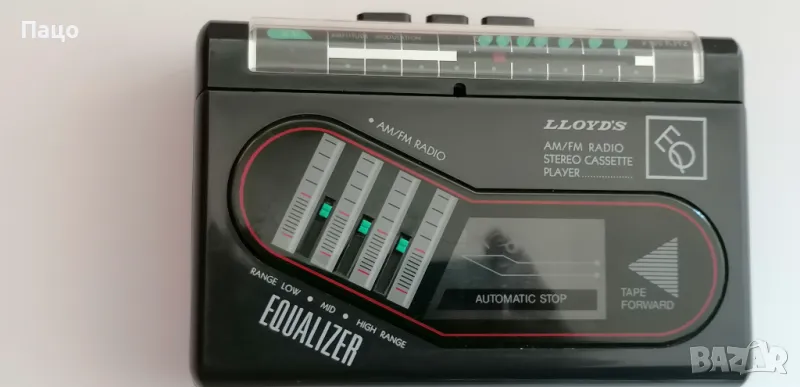 Пацо
• AM/FM RADIO
LLOYD'S
AM/FM RADIO
STEREO CASSETTE
PLAYER
EQ
RANGE LOW • MID • HIGH RANGE
EQUALIZER
AUTOMATIC STOP
TAPE
FORWARD
BAZAR